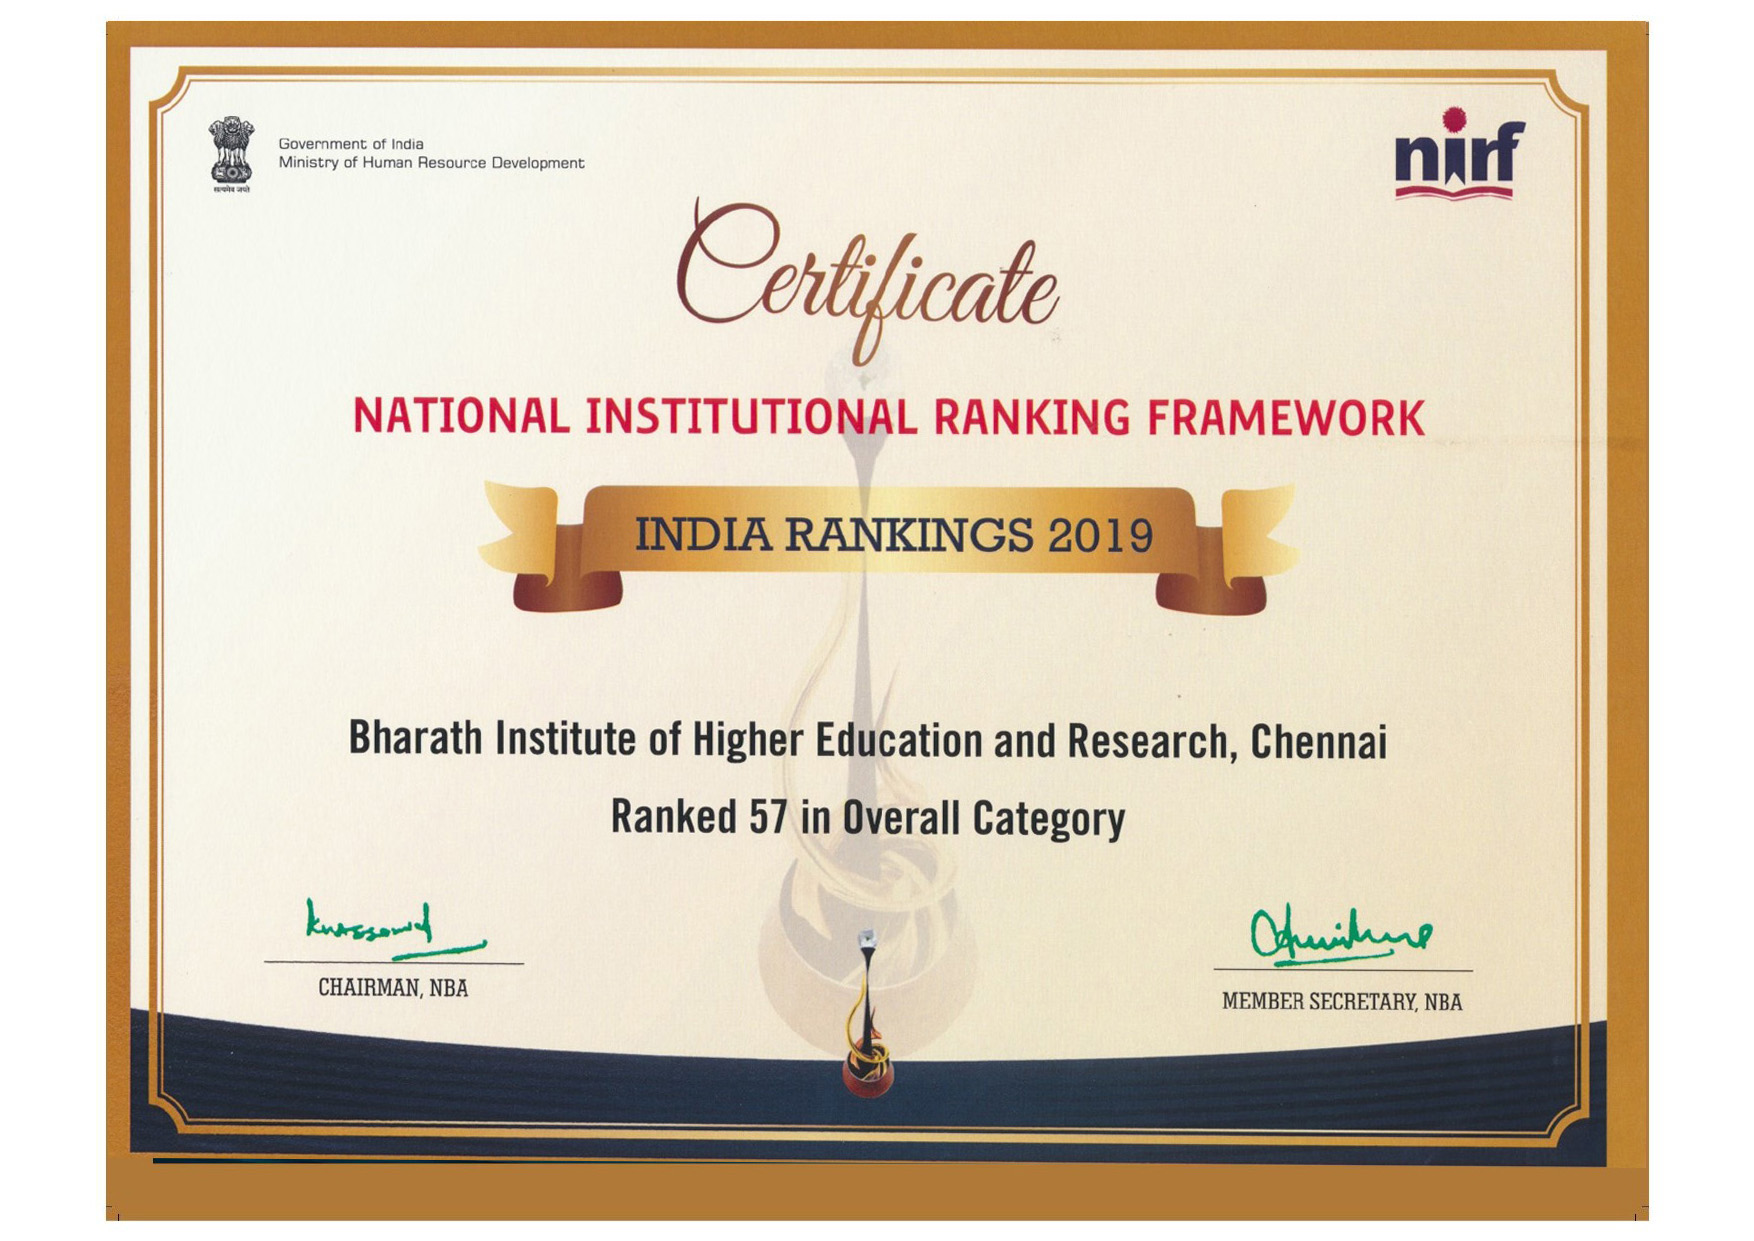 Government of India
Ministry of Human Resource Development
सत्यमेव जयते
nirf
Certificate
NATIONAL INSTITUTIONAL RANKING FRAMEWORK
INDIA RANKINGS 2019
Bharath Institute of Higher Education and Research, Chennai
Ranked 57 in Overall Category
CHAIRMAN, NBA
MEMBER SECRETARY, NBA